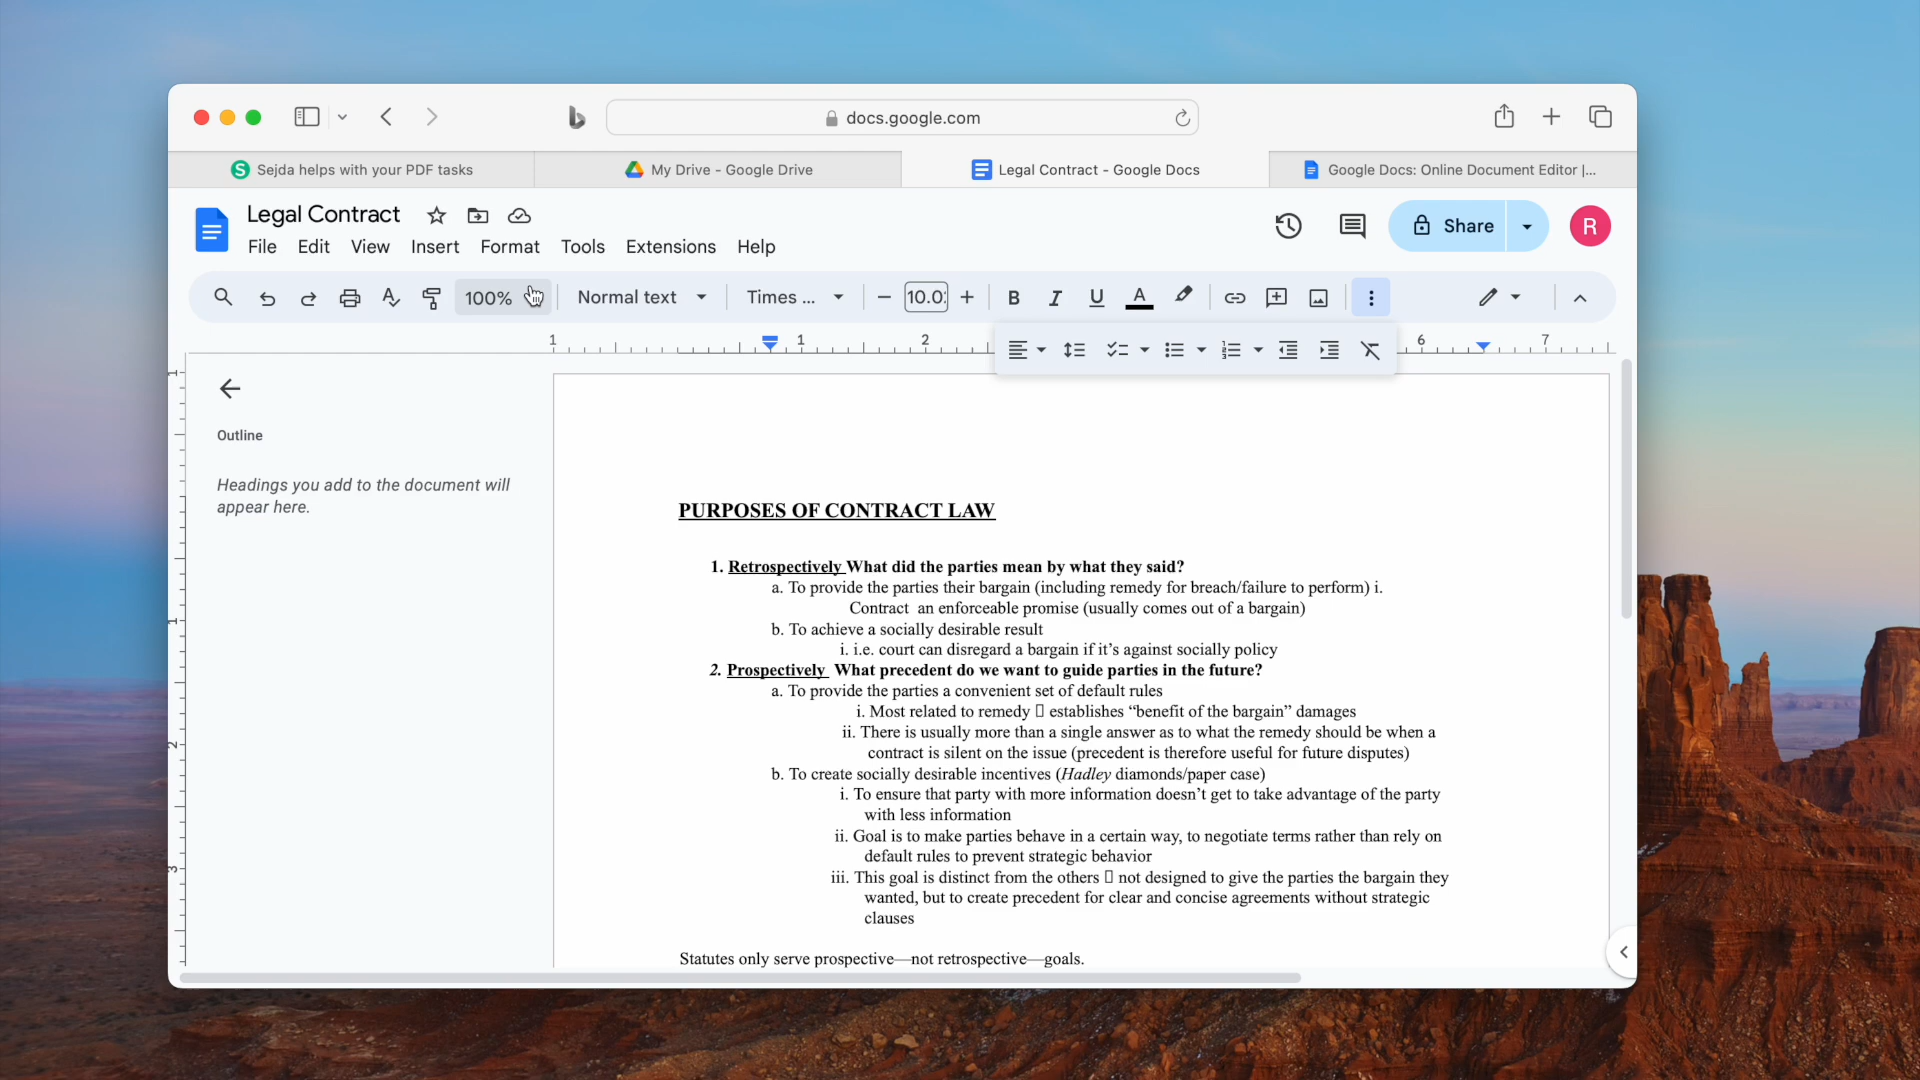 docs.google.com
Sejda helps with your PDF tasks
My Drive - Google Drive
Legal Contract - Google Docs
Google Docs: Online Document Editor |...
Legal Contract
Share
R
File Edit View Insert Format Tools Extensions Help
100%
Normal text
Times ...
10.0
B I U A
1 1 2 6 7
Outline
Headings you add to the document will
appear here.
1
1
2
3
PURPOSES OF CONTRACT LAW
1. Retrospectively What did the parties mean by what they said?
a. To provide the parties their bargain (including remedy for breach/failure to perform) i.
Contract an enforceable promise (usually comes out of a bargain)
b. To achieve a socially desirable result
i. i.e. court can disregard a bargain if it’s against socially policy
2. Prospectively What precedent do we want to guide parties in the future?
a. To provide the parties a convenient set of default rules
i. Most related to remedy ▯ establishes “benefit of the bargain” damages
ii. There is usually more than a single answer as to what the remedy should be when a
contract is silent on the issue (precedent is therefore useful for future disputes)
b. To create socially desirable incentives (Hadley diamonds/paper case)
i. To ensure that party with more information doesn’t get to take advantage of the party
with less information
ii. Goal is to make parties behave in a certain way, to negotiate terms rather than rely on
default rules to prevent strategic behavior
iii. This goal is distinct from the others ▯ not designed to give the parties the bargain they
wanted, but to create precedent for clear and concise agreements without strategic
clauses
Statutes only serve prospective—not retrospective—goals.